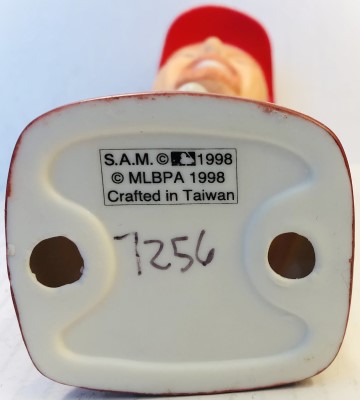 S.A.M. © 1998
© MLBPA 1998
Crafted in Taiwan
7256